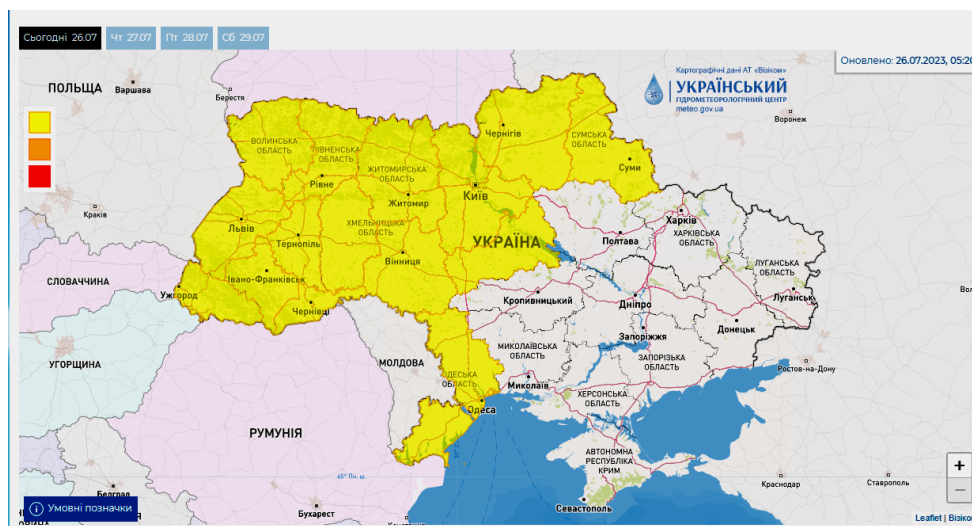 Сьогодні 26.07
Чт 27.07
Пт 28.07
Сб 29.07
Оновлено: 26.07.2023, 05:20
Картографічні дані АТ «Візіком»
УКРАЇНСЬКИЙ
ГІДРОМЕТЕОРОЛОГІЧНИЙ ЦЕНТР
meteo.gov.ua
ПОЛЬЩА
Варшава
Берестя
Воронеж
Чернігів
СУМСЬКА
ОБЛАСТЬ
Суми
ВОЛИНСЬКА
ОБЛАСТЬ
РІВНЕНСЬКА
ОБЛАСТЬ
ЖИТОМИРСЬКА
ОБЛАСТЬ
Рівне
Житомир
Київ
Краків
Львів
Тернопіль
ХМЕЛЬНИЦЬКА
ОБЛАСТЬ
Вінниця
УКРАЇНА
Полтава
Харків
ХАРКІВСЬКА
ОБЛАСТЬ
СЛОВАЧЧИНА
Ужгород
Івано-Франківськ
Чернівці
Кропивницький
Дніпро
ЛУГАНСЬКА
ОБЛАСТЬ
Луганськ
Запоріжжя
Донецьк
УГОРЩИНА
МОЛДОВА
ОДЕСЬКА
ОБЛАСТЬ
МИКОЛАЇВСЬКА
ОБЛАСТЬ
ЗАПОРІЗЬКА
ОБЛАСТЬ
Ростов-на-Дону
Миколаїв
ХЕРСОНСЬКА
ОБЛАСТЬ
Одеса
РУМУНІЯ
АВТОНОМНА
РЕСПУБЛІКА
КРИМ
45° Пн. ш.
Краснодар
Ставрополь
Белград
Бухарест
Севастополь
Умовні позначки
+
−
Leaflet | Візіком